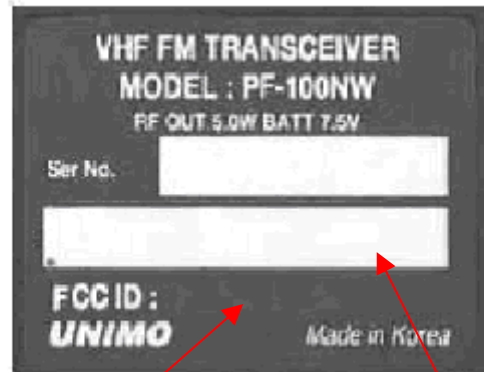 VHF FM TRANSCEIVER
MODEL : PF-100NW
RF OUT 5.0W BATT 7.5V
Ser No.
FCC ID :
UNIMO Made in Korea